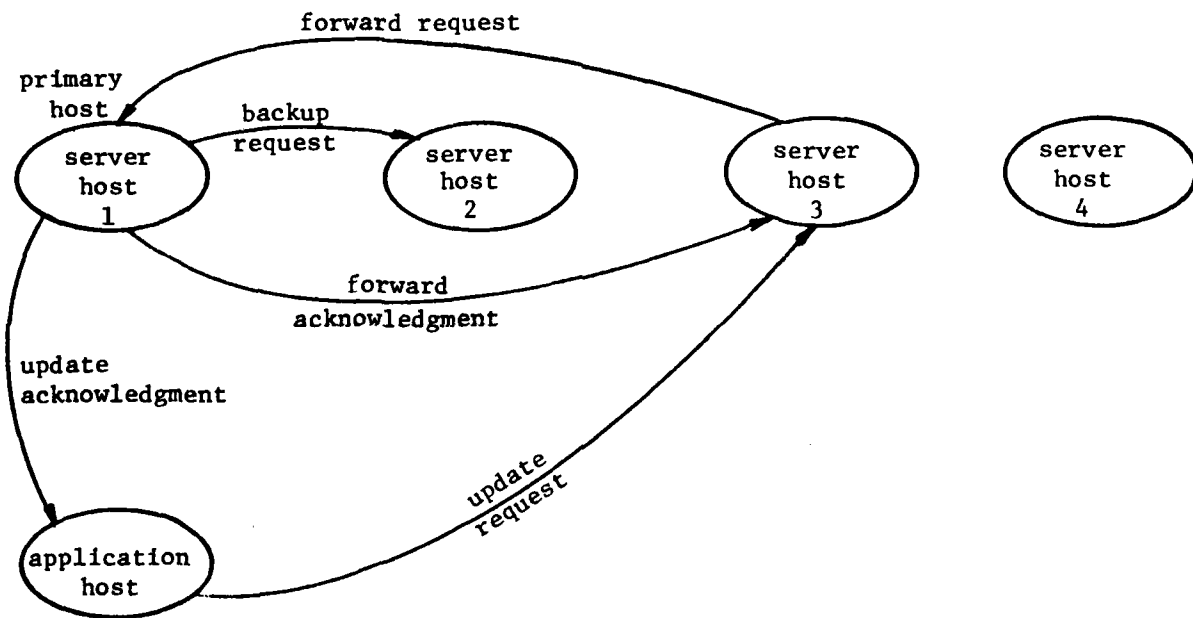 forward request
primary
host
backup
request
server
host
1
server
host
2
server
host
3
server
host
4
forward
acknowledgment
update
acknowledgment
update
request
application
host